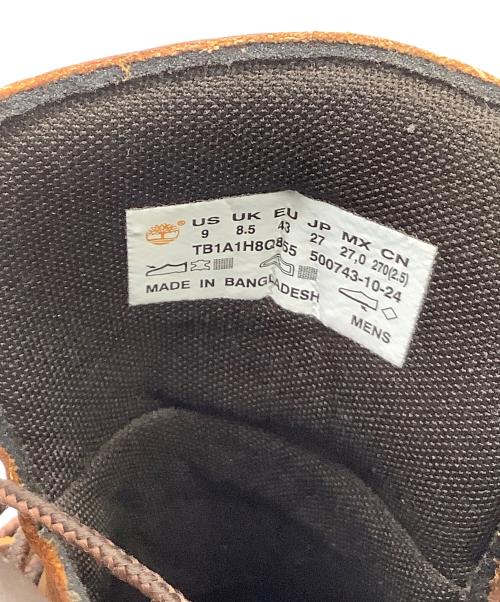 ® US UK EU JP MX CN
9 8.5 43 27 27,0 270(2.5)
TB1A1H8Q855 500743-10-24
MADE IN BANGLADESH
MENS